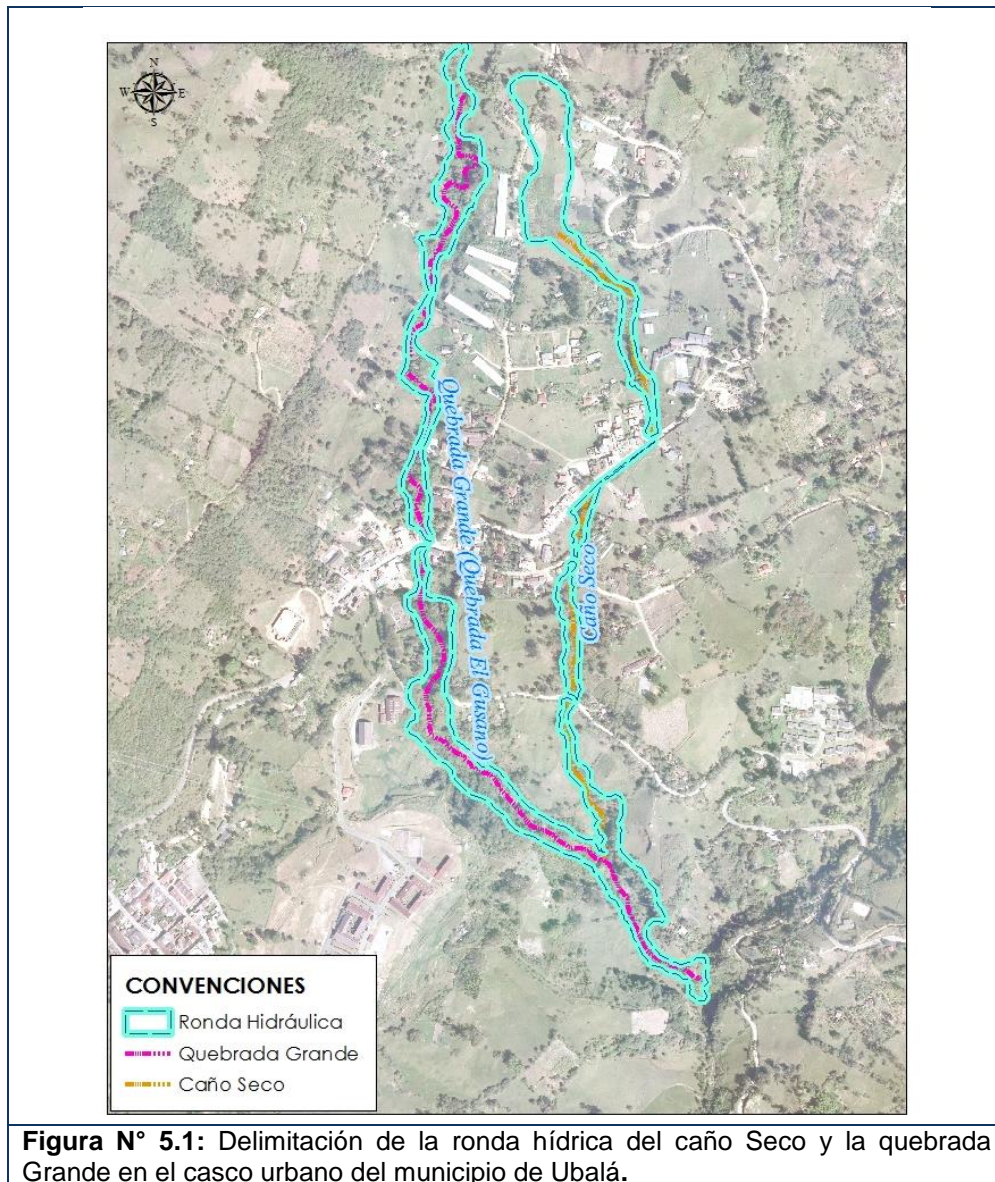 N
W E
S
Quebrada Grande (Quebrada El Gusano)
Caño Seco
CONVENCIONES
Ronda Hidráulica
Quebrada Grande
Caño Seco
Figura N° 5.1: Delimitación de la ronda hídrica del caño Seco y la quebrada
Grande en el casco urbano del municipio de Ubalá.